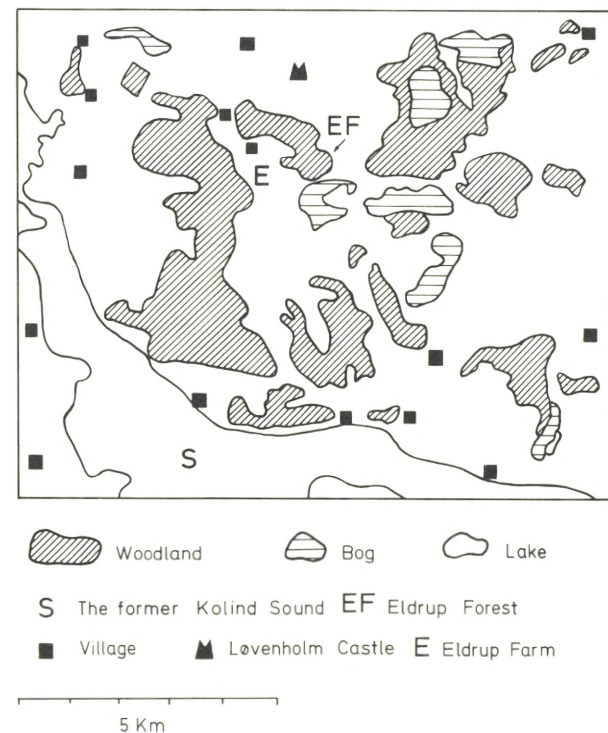 EF
E
S
Woodland Bog Lake
S The former Kolind Sound EF Eldrup Forest
Village Løvenholm Castle E Eldrup Farm
5 Km